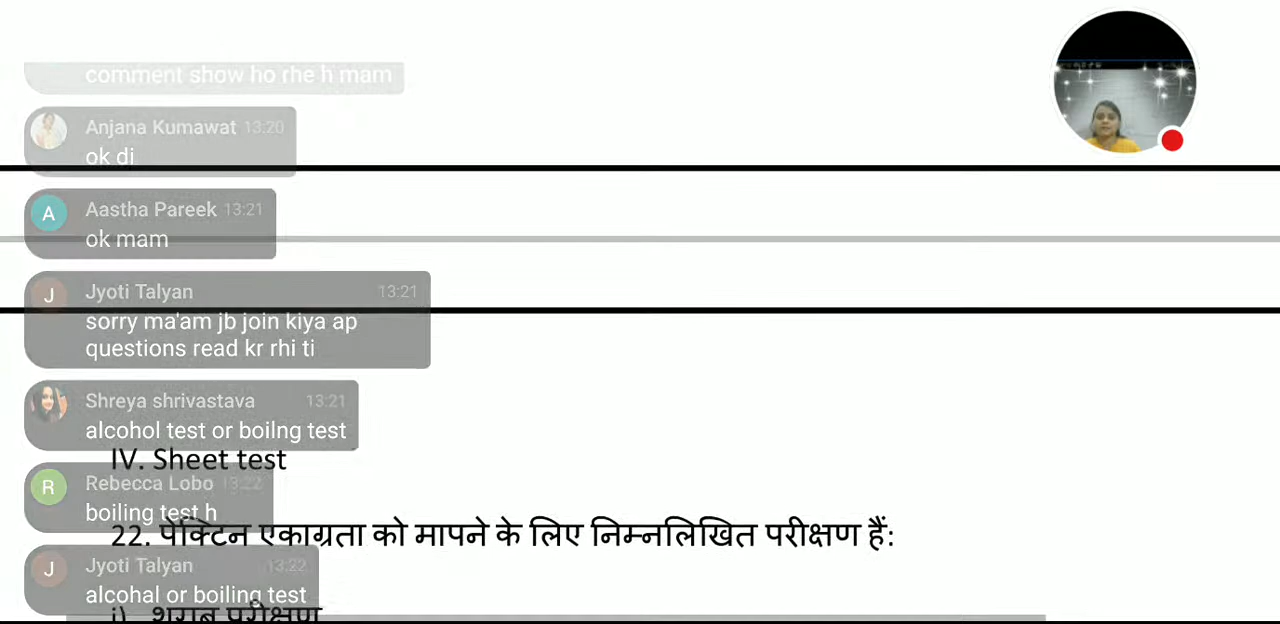 comment show ho rhe h mam
Anjana Kumawat 13:20
ok di
Aastha Pareek 13:21
ok mam
Jyoti Talyan 13:21
sorry ma'am jb join kiya ap
questions read kr rhi ti
Shreya shrivastava 13:21
alcohol test or boilng test
IV. Sheet test
Rebecca Lobo 13:22
boiling test h
22. पेक्टिन एकाग्रता को मापने के लिए निम्नलिखित परीक्षण हैं:
Jyoti Talyan 13:22
alcohal or boiling test
i) शराब परीक्षण